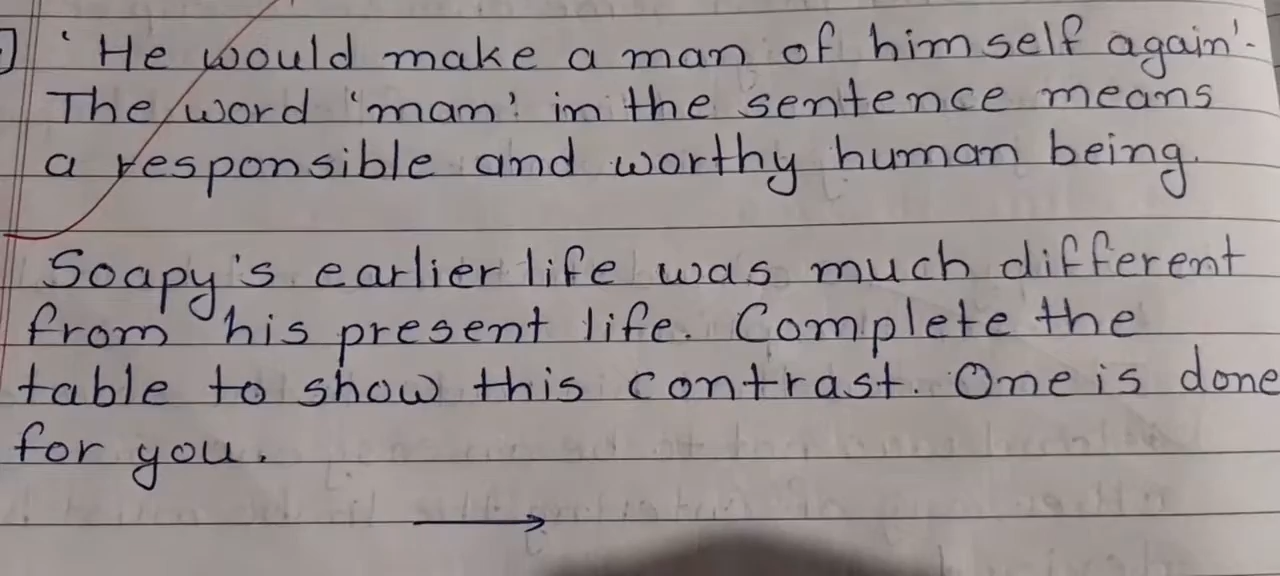 'He would make a man of himself again'-
The word 'man' in the sentence means
a responsible and worthy human being.
Soapy's earlier life was much different
from his present life. Complete the
table to show this contrast. One is done
for you.